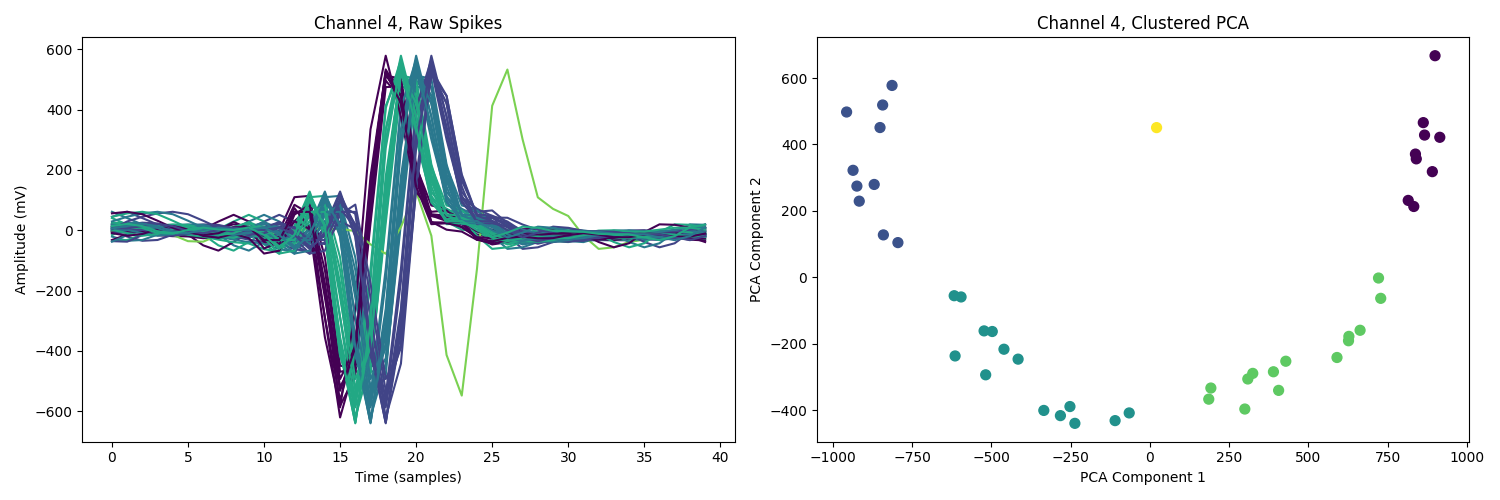 Channel 4, Raw Spikes
600
400
200
0
−200
−400
−600
Amplitude (mV)
0 5 10 15 20 25 30 35 40
Time (samples)
Channel 4, Clustered PCA
600
400
200
0
−200
−400
PCA Component 2
−1000 −750 −500 −250 0 250 500 750 1000
PCA Component 1